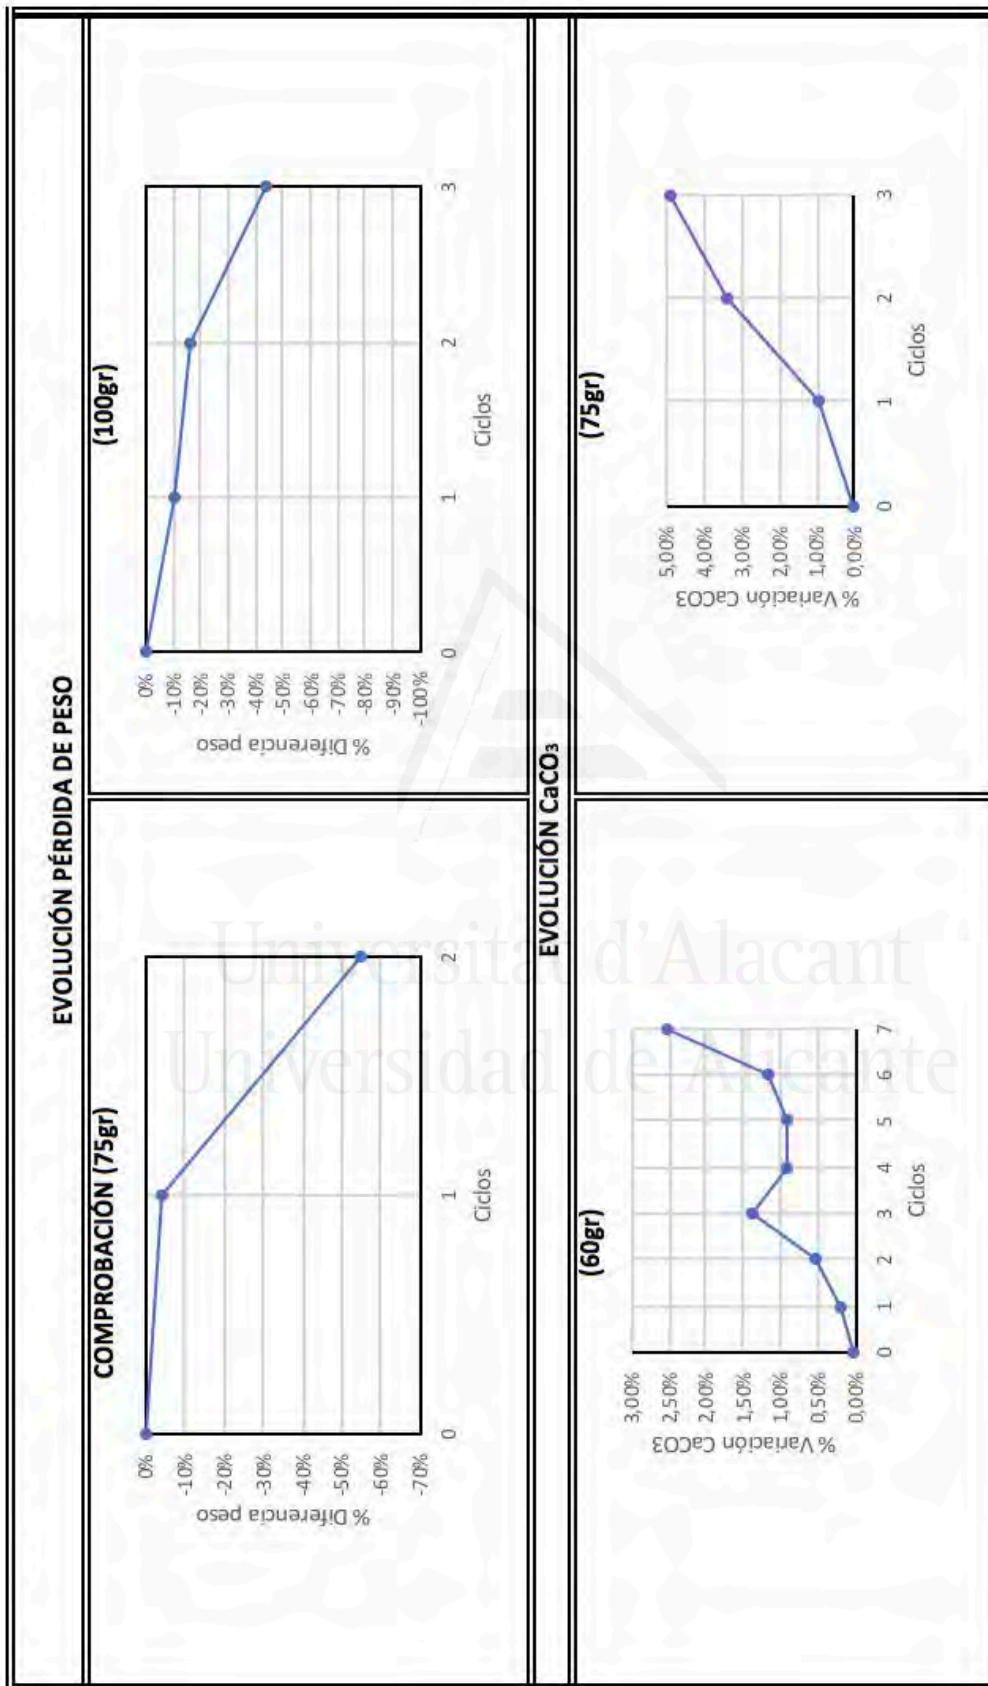 EVOLUCIÓN PÉRDIDA DE PESO
COMPROBACIÓN (75gr)
% Diferencia peso
0%
-10%
-20%
-30%
-40%
-50%
-60%
-70%
0 1 2
Ciclos
(100gr)
% Diferencia peso
0%
-10%
-20%
-30%
-40%
-50%
-60%
-70%
-80%
-90%
-100%
0 1 2 3
Ciclos
EVOLUCIÓN CaCO₃
(60gr)
% Variación CaCO3
3,00%
2,50%
2,00%
1,50%
1,00%
0,50%
0,00%
0 1 2 3 4 5 6 7
Ciclos
(75gr)
% Variación CaCO3
5,00%
4,00%
3,00%
2,00%
1,00%
0,00%
0 1 2 3
Ciclos
Universitat d'Alacant
Universidad de Alicante